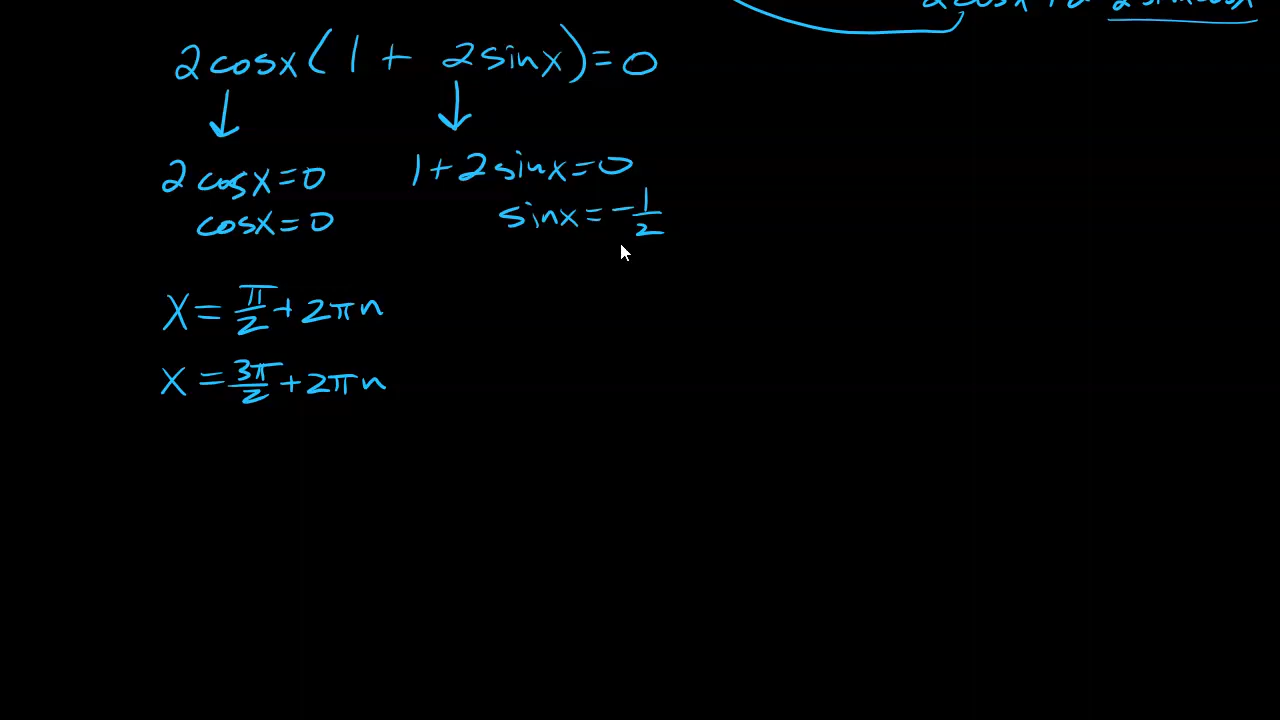 2cosx(1 + 2sinx)=0
2cosx=0 1+2sinx=0
cosx=0 sinx=-1/2
x=π/2+2πn
x=3π/2+2πn